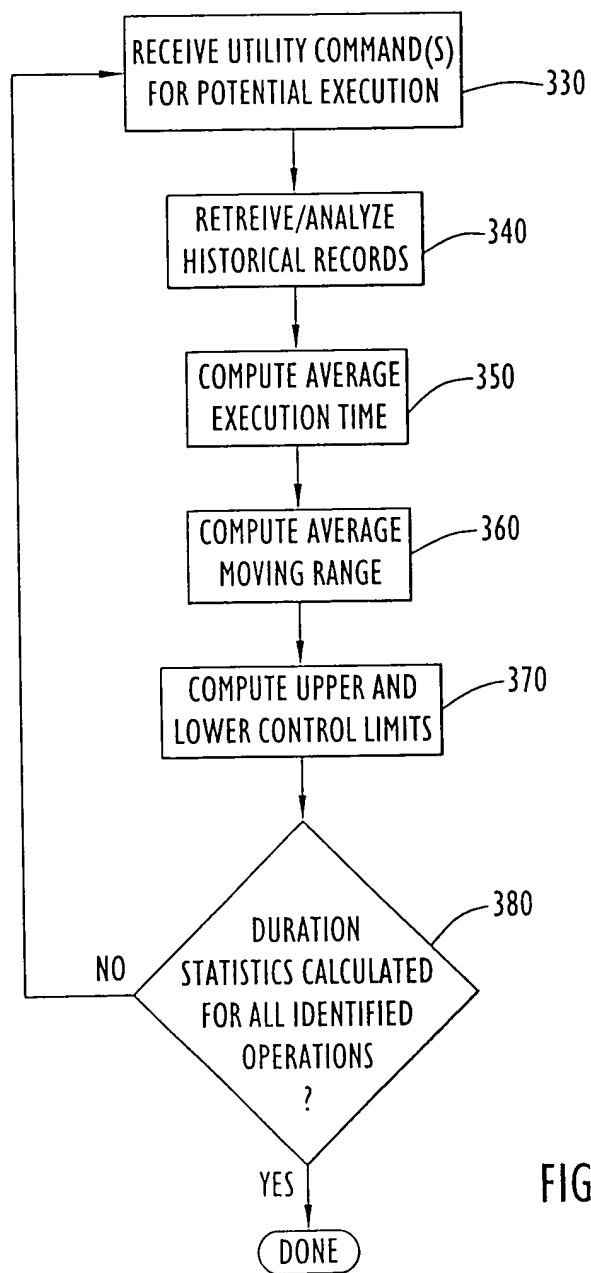 RECEIVE UTILITY COMMAND(S)
FOR POTENTIAL EXECUTION
330
RETREIVE/ANALYZE
HISTORICAL RECORDS
340
COMPUTE AVERAGE
EXECUTION TIME
350
COMPUTE AVERAGE
MOVING RANGE
360
COMPUTE UPPER AND
LOWER CONTROL LIMITS
370
DURATION
STATISTICS CALCULATED
FOR ALL IDENTIFIED
OPERATIONS
?
380
NO
YES
DONE
FIG